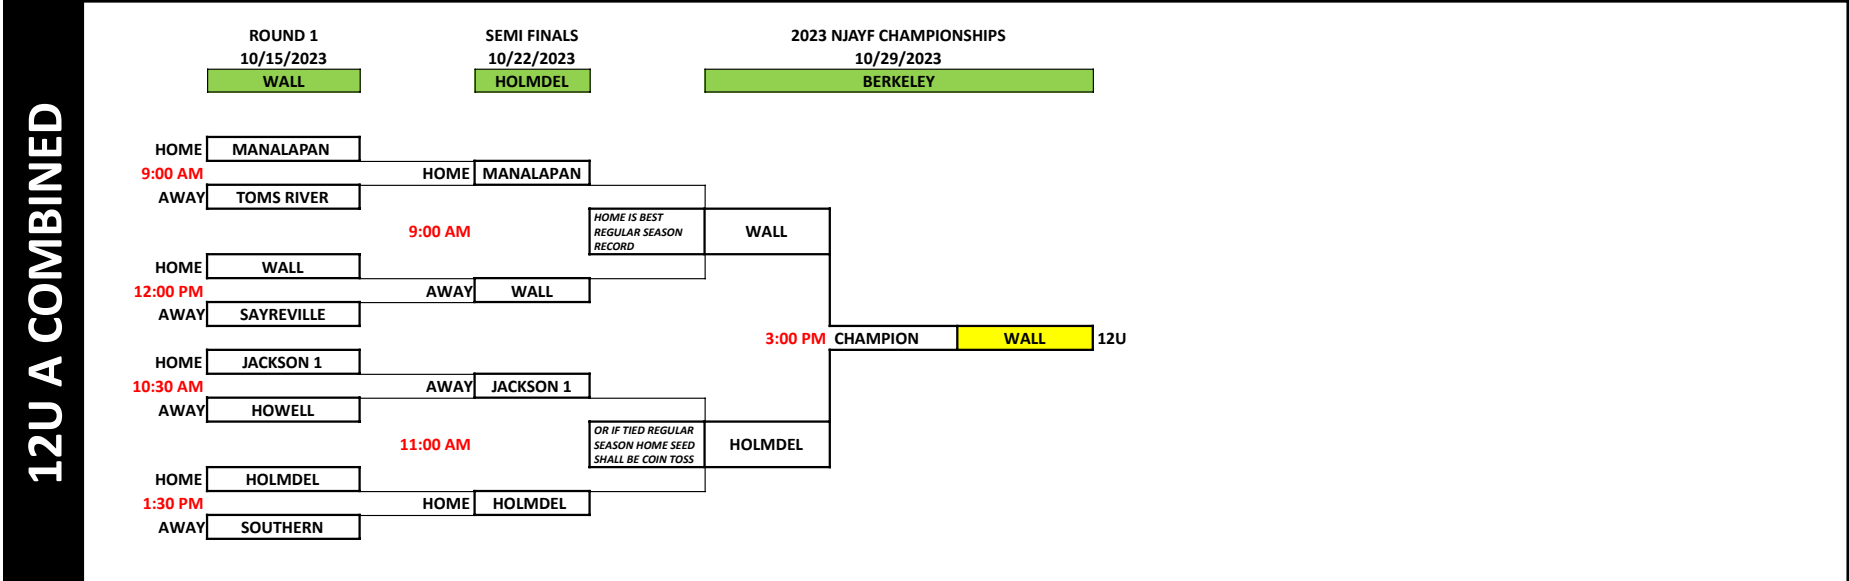 12U A COMBINED
ROUND 1
10/15/2023
WALL
SEMI FINALS
10/22/2023
HOLMDEL
2023 NJAYF CHAMPIONSHIPS
10/29/2023
BERKELEY
HOME MANALAPAN
9:00 AM
HOME MANALAPAN
AWAY TOMS RIVER
9:00 AM
HOME IS BEST
REGULAR SEASON
RECORD
WALL
HOME WALL
12:00 PM
AWAY WALL
AWAY SAYREVILLE
3:00 PM CHAMPION WALL 12U
HOME JACKSON 1
10:30 AM
AWAY JACKSON 1
AWAY HOWELL
11:00 AM
OR IF TIED REGULAR
SEASON HOME SEED
SHALL BE COIN TOSS
HOLMDEL
HOME HOLMDEL
1:30 PM
HOME HOLMDEL
AWAY SOUTHERN